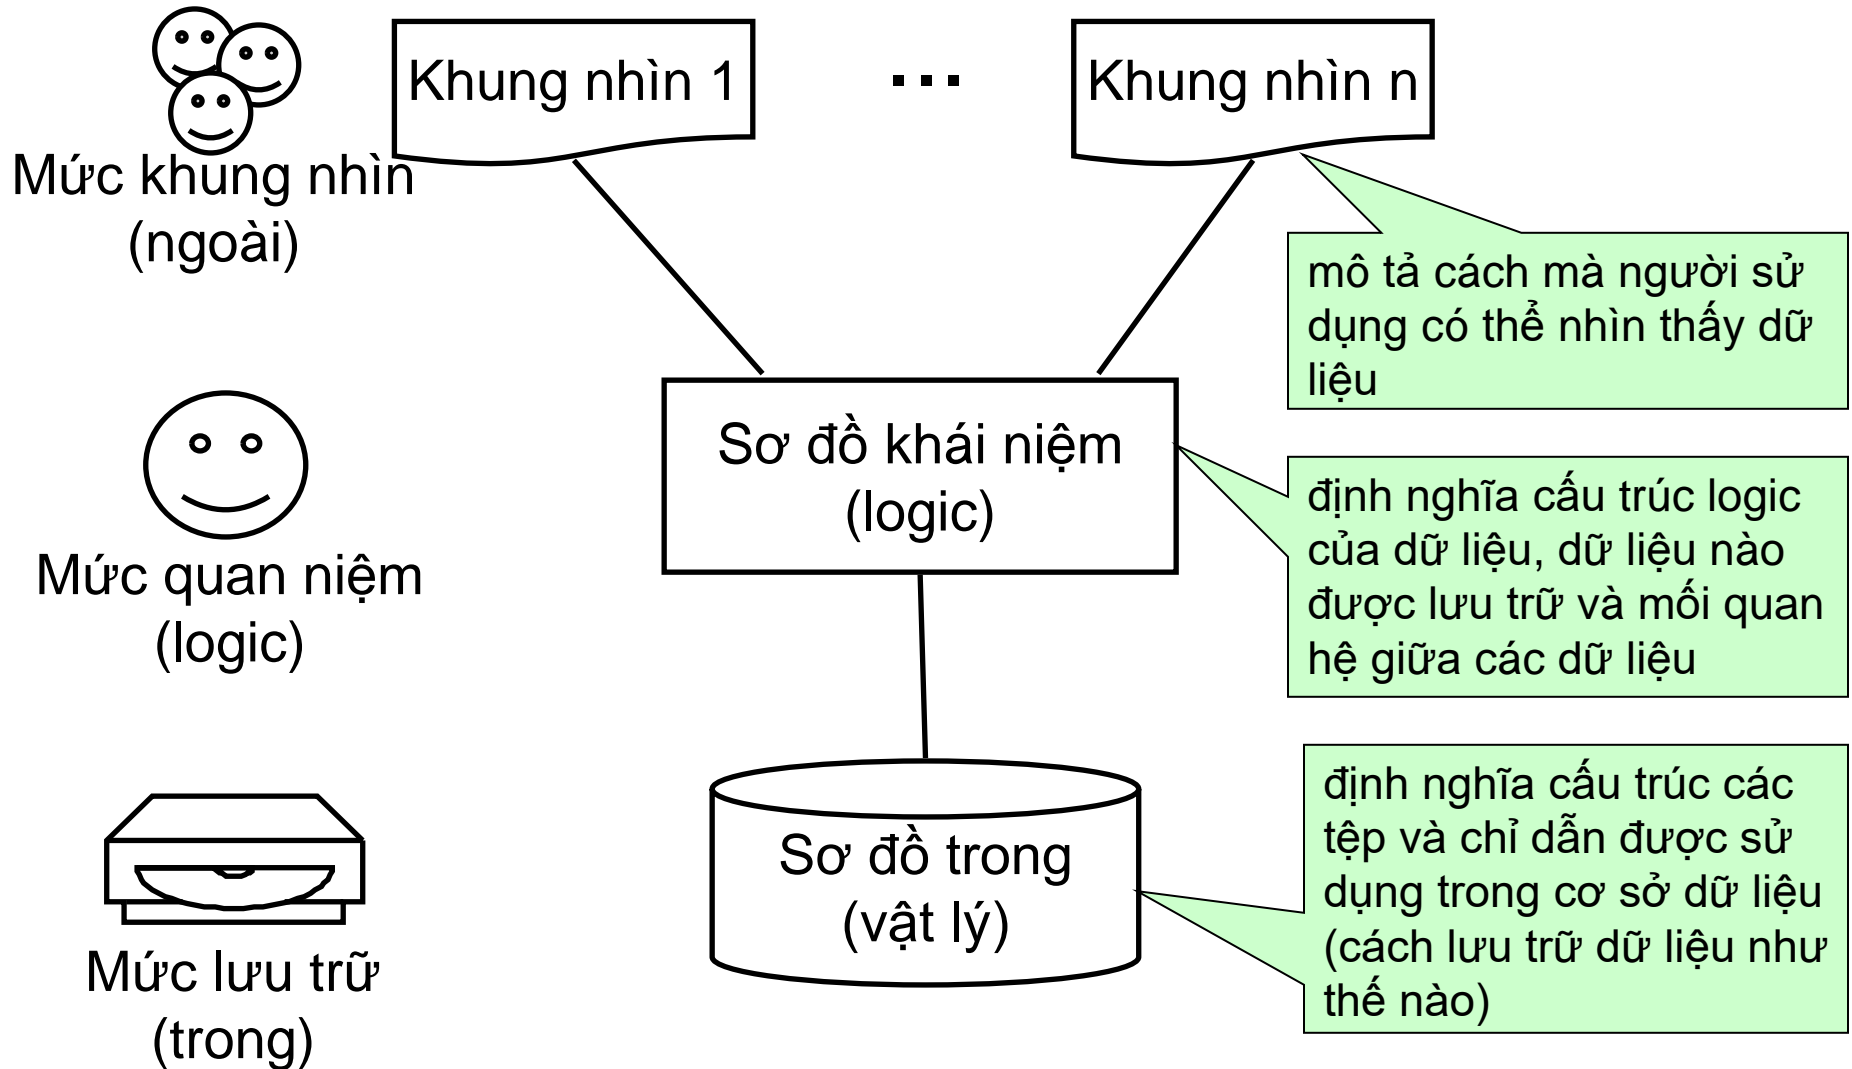 Khung nhìn 1
...
Khung nhìn n
Mức khung nhìn
(ngoài)
mô tả cách mà người sử
dụng có thể nhìn thấy dữ
liệu
Sơ đồ khái niệm
(logic)
Mức quan niệm
(logic)
định nghĩa cấu trúc logic
của dữ liệu, dữ liệu nào
được lưu trữ và mối quan
hệ giữa các dữ liệu
Sơ đồ trong
(vật lý)
Mức lưu trữ
(trong)
định nghĩa cấu trúc các
tệp và chỉ dẫn được sử
dụng trong cơ sở dữ liệu
(cách lưu trữ dữ liệu như
thế nào)